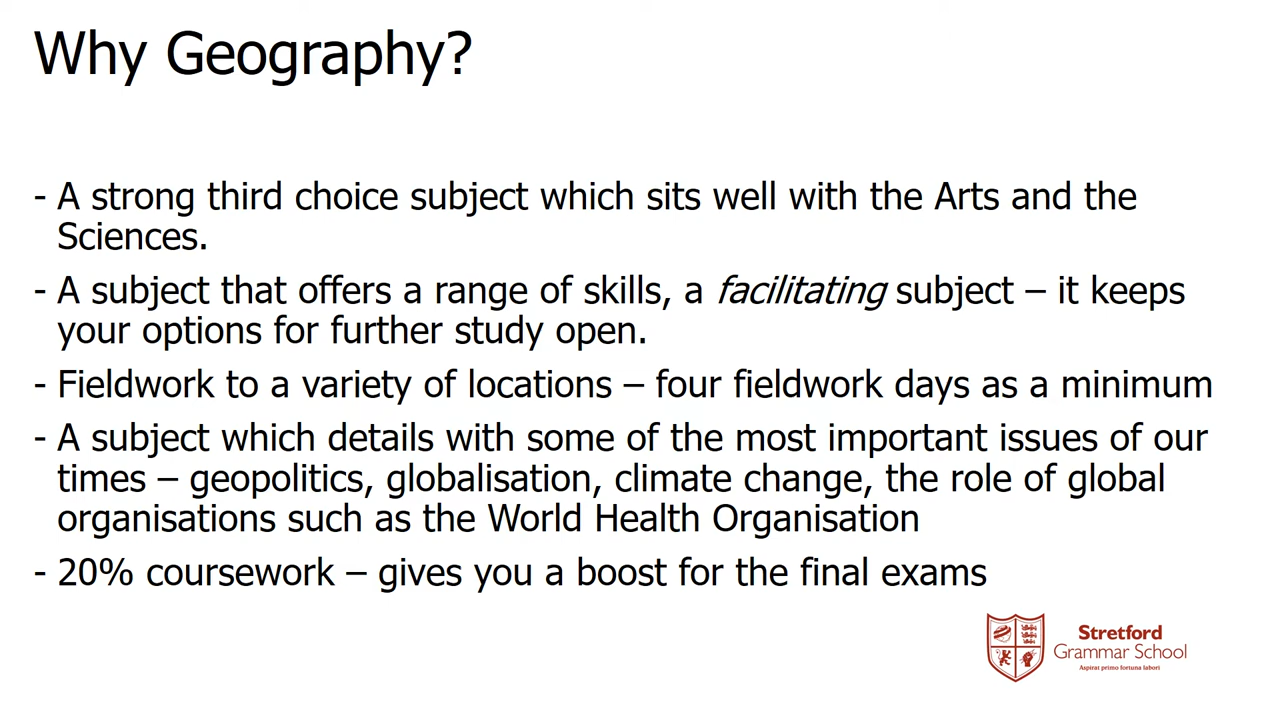 Why Geography?
- A strong third choice subject which sits well with the Arts and the
Sciences.
- A subject that offers a range of skills, a facilitating subject – it keeps
your options for further study open.
- Fieldwork to a variety of locations – four fieldwork days as a minimum
- A subject which details with some of the most important issues of our
times – geopolitics, globalisation, climate change, the role of global
organisations such as the World Health Organisation
- 20% coursework – gives you a boost for the final exams
Stretford
Grammar School
Aspirat primo fortuna labori